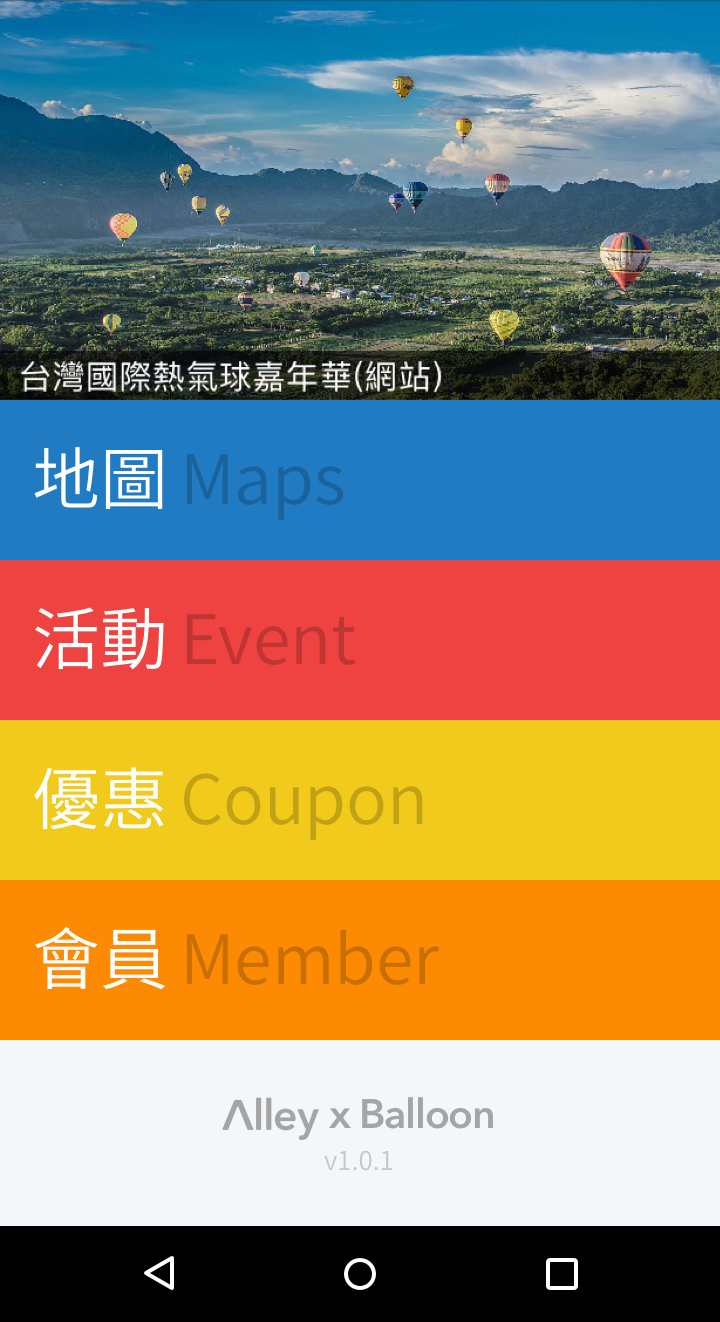 台灣國際熱氣球嘉年華(網站)
地圖 Maps
活動 Event
優惠 Coupon
會員 Member
Alley x Balloon
v1.0.1